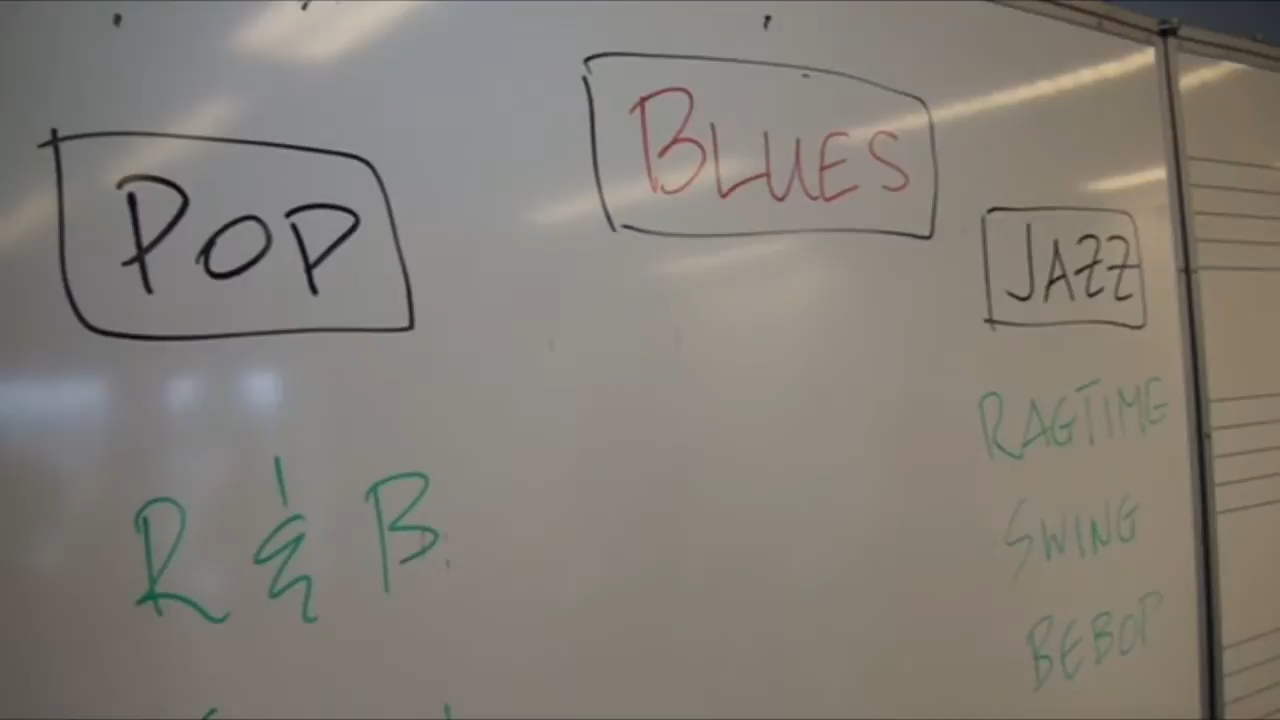 POP
BLUES
JAZZ
R & B
RAGTIME
SWING
BEBOP